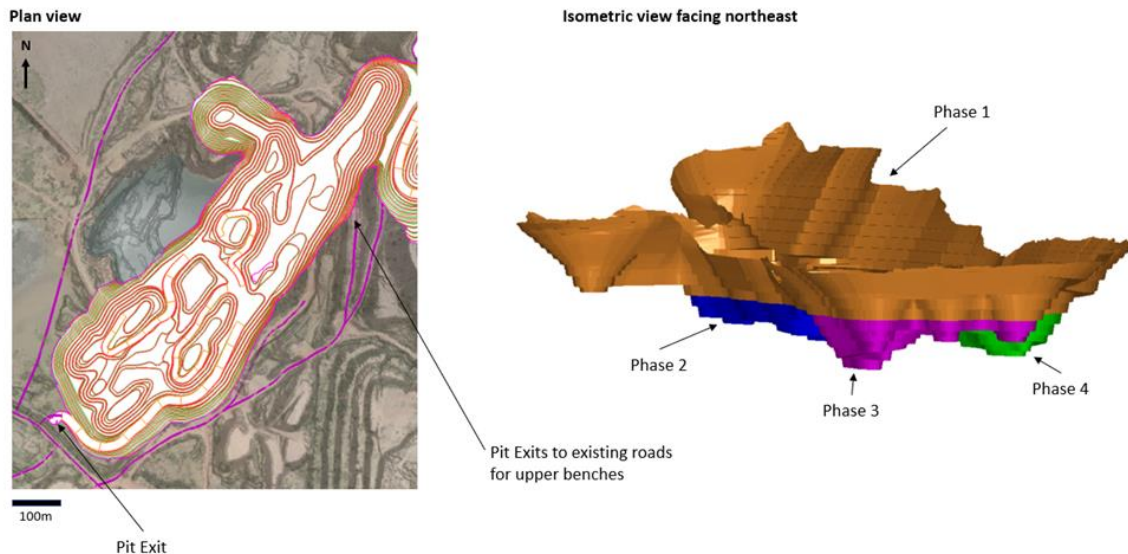 Plan view
Isometric view facing northeast
N
Phase 1
Phase 2
Phase 3
Phase 4
Pit Exits to existing roads
for upper benches
100m
Pit Exit